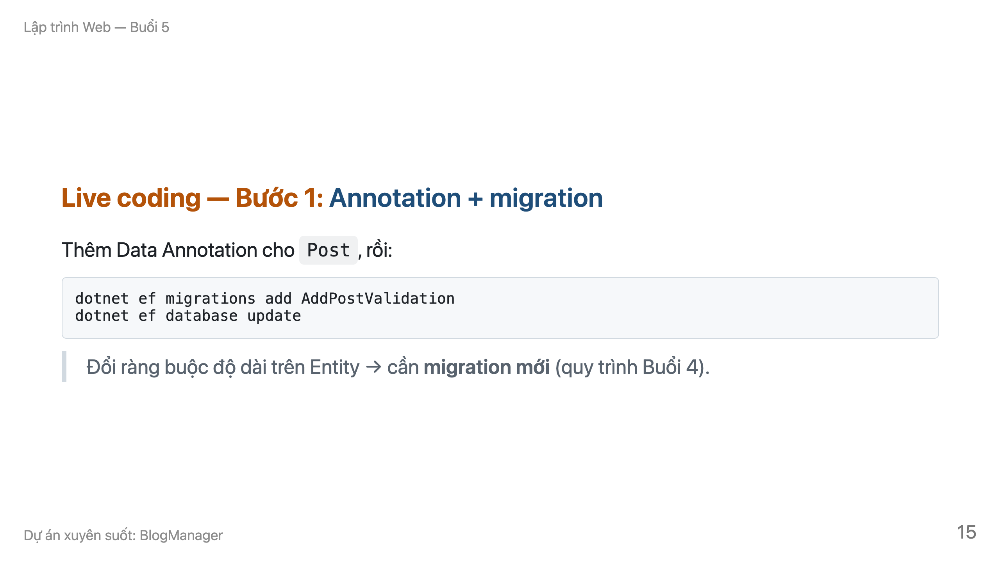 Lập trình Web — Buổi 5
Live coding — Bước 1: Annotation + migration
Thêm Data Annotation cho Post, rồi:
dotnet ef migrations add AddPostValidation
dotnet ef database update
Đổi ràng buộc độ dài trên Entity → cần migration mới (quy trình Buổi 4).
Dự án xuyên suốt: BlogManager
15